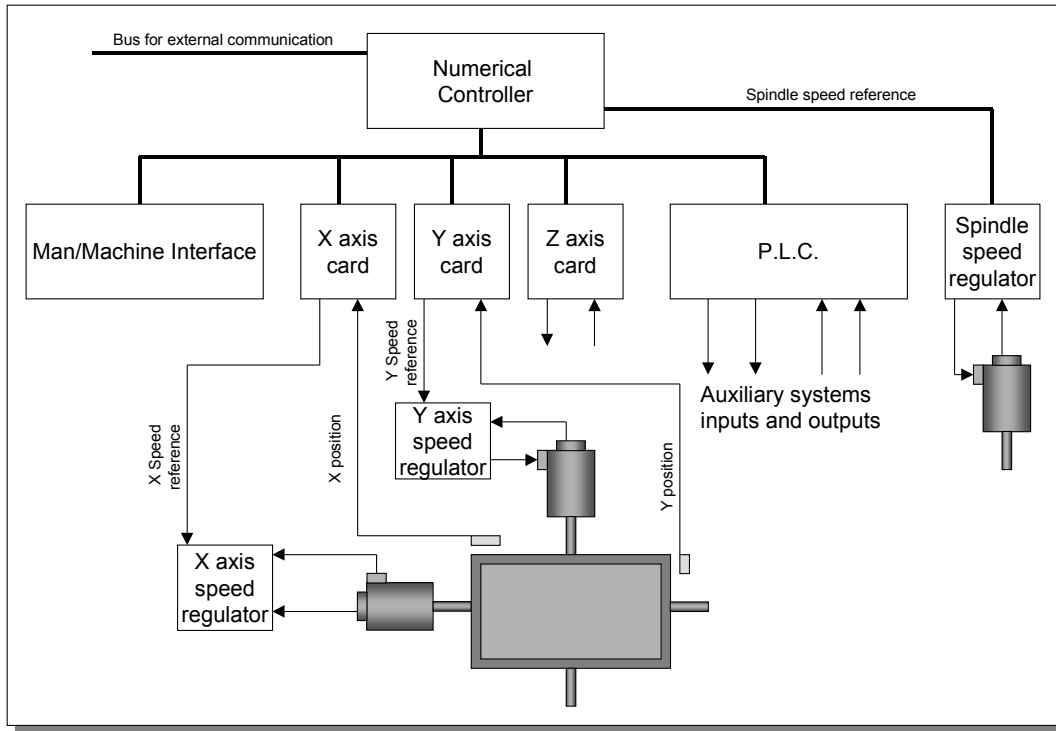 Bus for external communication
Numerical
Controller
Spindle speed reference
Man/Machine Interface
X axis
card
Y axis
card
Z axis
card
P.L.C.
Spindle
speed
regulator
X Speed
reference
X position
Y Speed
reference
Y axis
speed
regulator
Y position
Auxiliary systems
inputs and outputs
X axis
speed
regulator